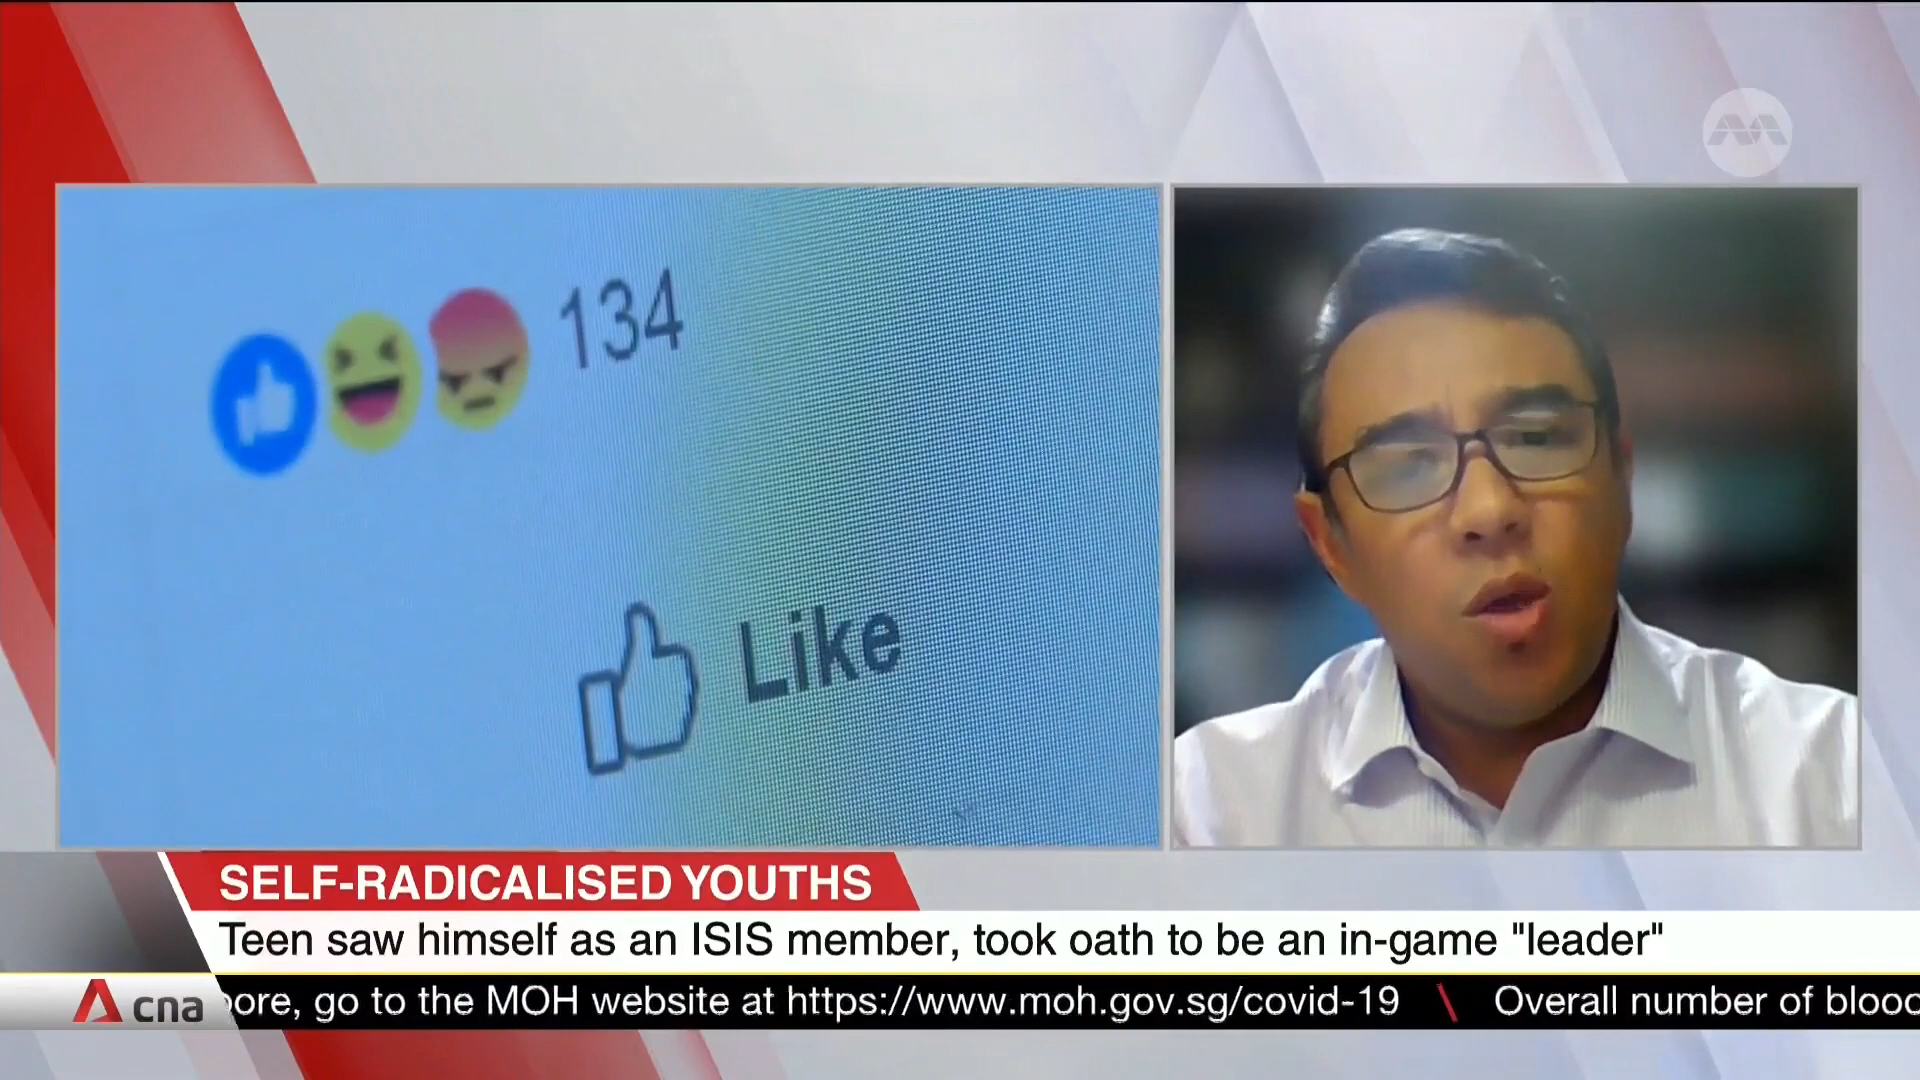 134
Like
SELF-RADICALISED YOUTHS
Teen saw himself as an ISIS member, took oath to be an in-game "leader"
cna
pore, go to the MOH website at https://www.moh.gov.sg/covid-19 \ Overall number of blood